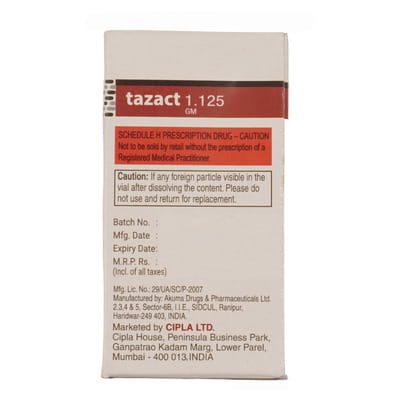 tazact 1.125
GM
SCHEDULE H PRESCRIPTION DRUG – CAUTION
Not to be sold by retail without the prescription of a
Registered Medical Practitioner.
Caution: If any foreign particle visible in the
vial after dissolving the content. Please do
not use and return for replacement.
Batch No. :
Mfg. Date :
Expiry Date:
M.R.P. Rs. :
(Incl. of all taxes)
Mfg. Lic. No.: 29/UA/SC/P-2007
Manufactured by: Akums Drugs & Pharmaceuticals Ltd.
2,3,4 & 5, Sector-6B, I.I.E., SIDCUL, Ranipur,
Haridwar-249 403, INDIA.
Marketed by CIPLA LTD.
Cipla House, Peninsula Business Park,
Ganpatrao Kadam Marg, Lower Parel,
Mumbai - 400 013.INDIA